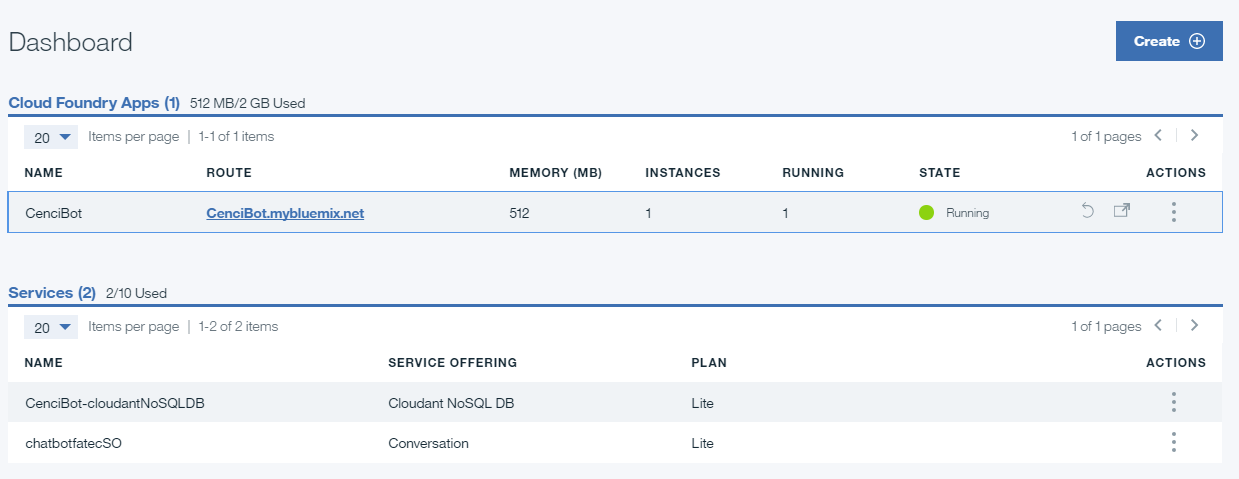 Dashboard
Create
Cloud Foundry Apps (1) 512 MB/2 GB Used
20 Items per page | 1-1 of 1 items 1 of 1 pages
NAME ROUTE MEMORY (MB) INSTANCES RUNNING STATE ACTIONS
CenciBot CenciBot.mybluemix.net 512 1 1 Running
Services (2) 2/10 Used
20 Items per page | 1-2 of 2 items 1 of 1 pages
NAME SERVICE OFFERING PLAN ACTIONS
CenciBot-cloudantNoSQLDB Cloudant NoSQL DB Lite
chatbotfatecSO Conversation Lite